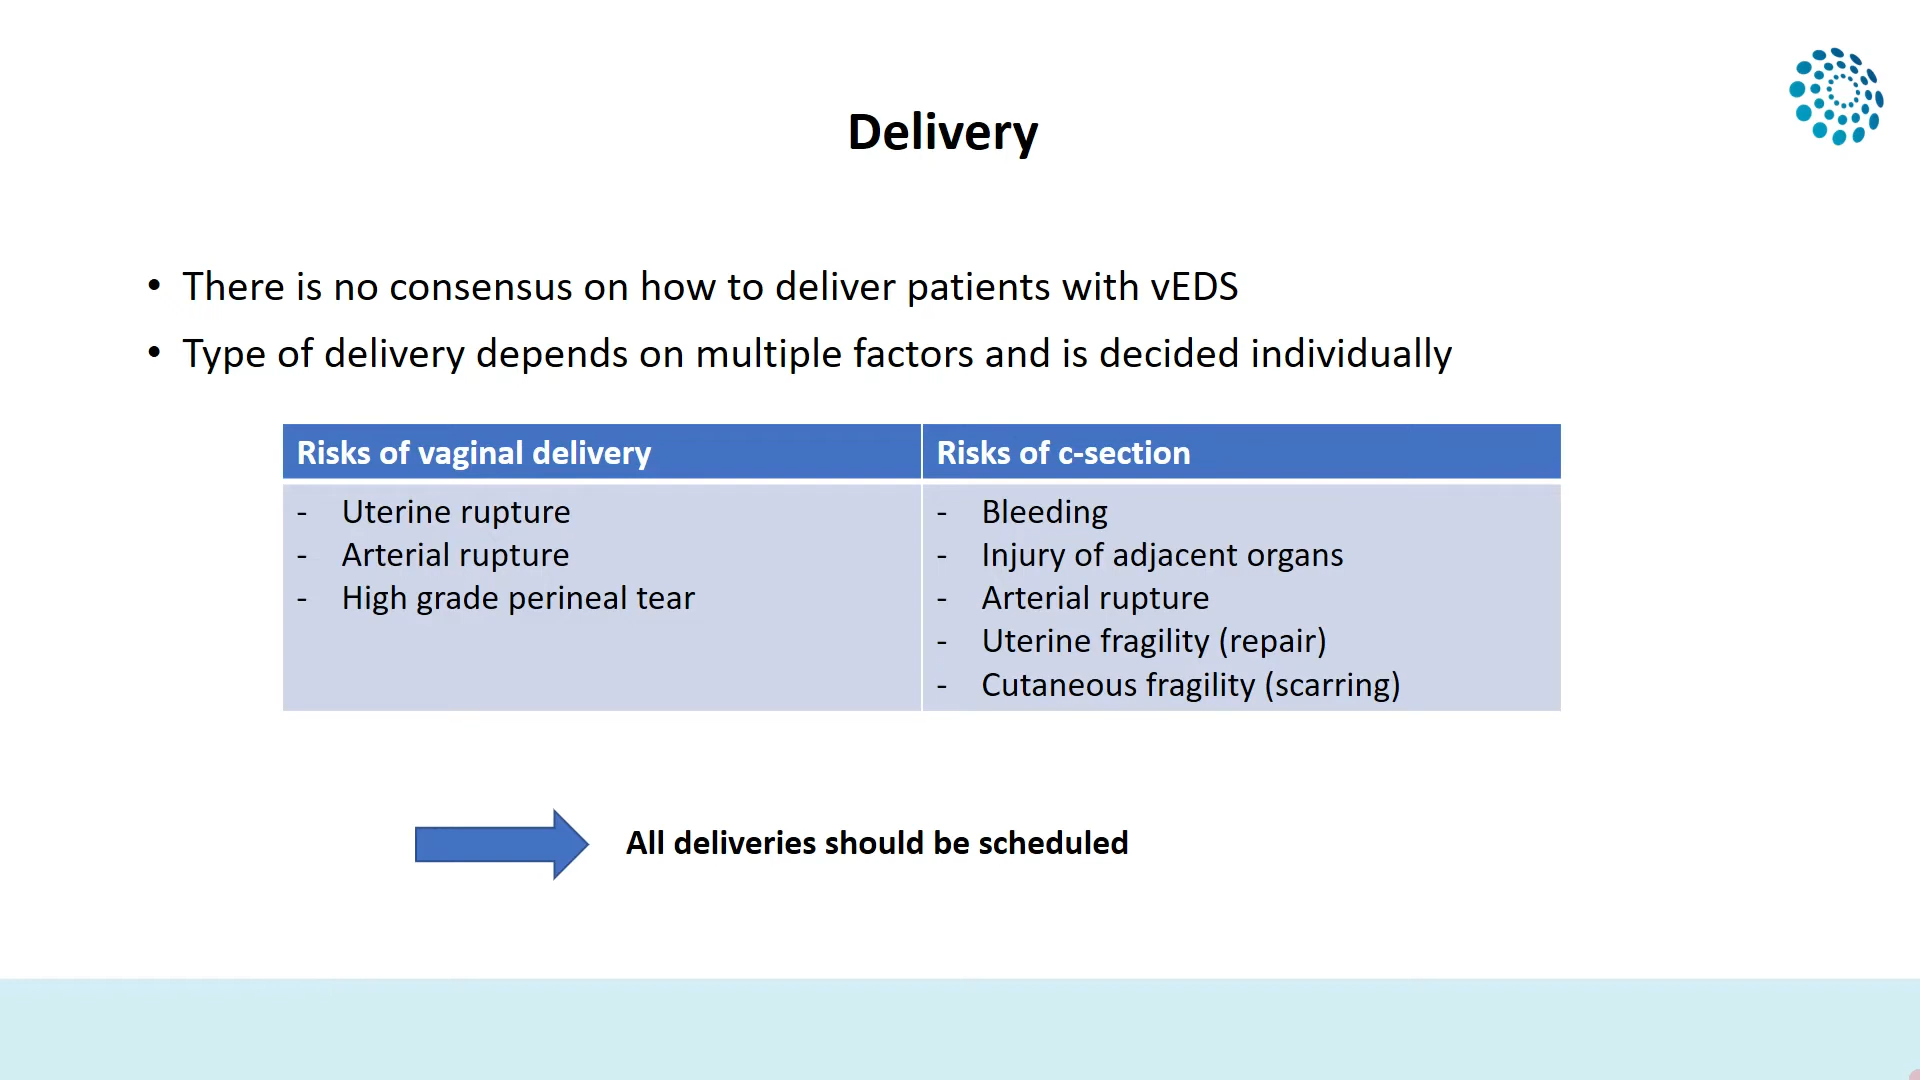 Delivery
• There is no consensus on how to deliver patients with vEDS
• Type of delivery depends on multiple factors and is decided individually
Risks of vaginal delivery
- Uterine rupture
- Arterial rupture
- High grade perineal tear
Risks of c-section
- Bleeding
- Injury of adjacent organs
- Arterial rupture
- Uterine fragility (repair)
- Cutaneous fragility (scarring)
All deliveries should be scheduled